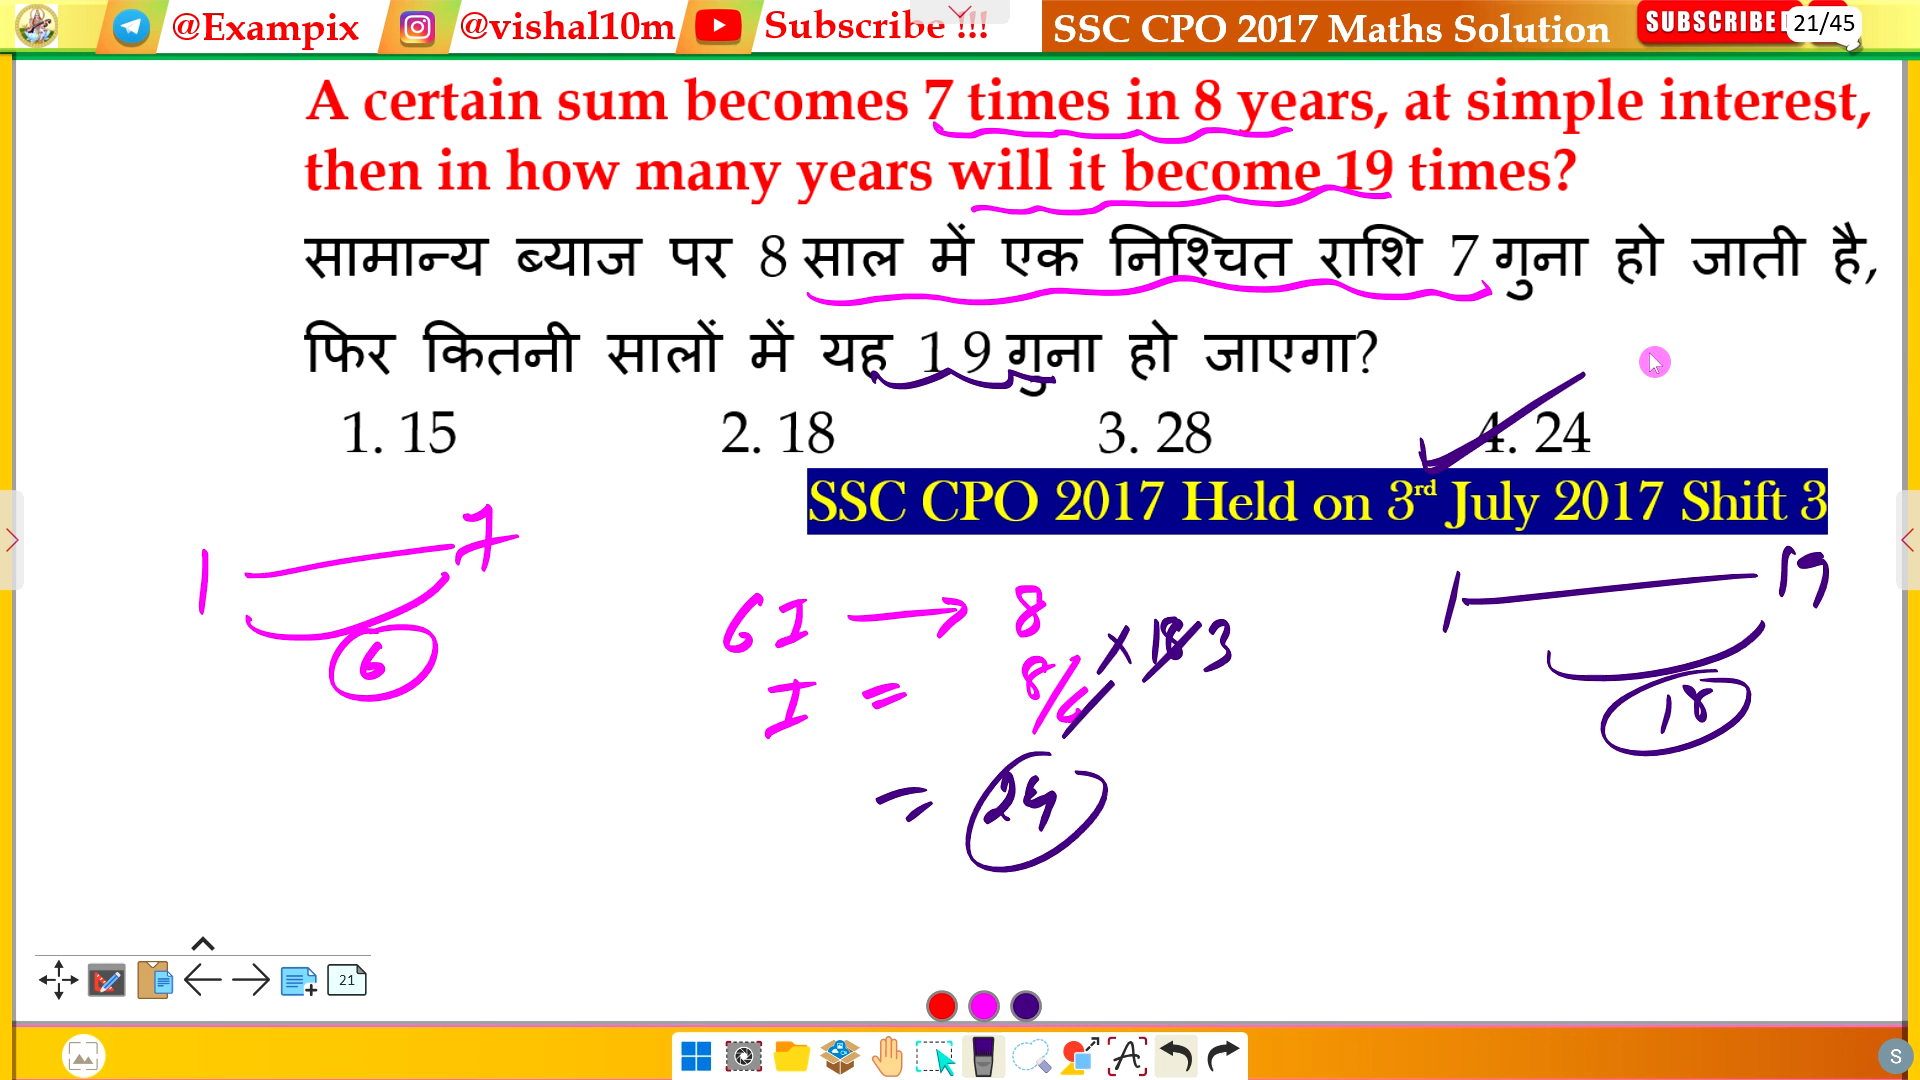 @Exampix @vishal10m Subscribe !!! SSC CPO 2017 Maths Solution SUBSCRIBE 21/45
A certain sum becomes 7 times in 8 years, at simple interest,
then in how many years will it become 19 times?
सामान्य ब्याज पर 8 साल में एक निश्चित राशि 7 गुना हो जाती है,
फिर कितनी सालों में यह 19 गुना हो जाएगा?
1. 15 2. 18 3. 28 4. 24
SSC CPO 2017 Held on 3rd July 2017 Shift 3
1 7
6
6I → 8
I = 8/6 × 18 3
= 24
1 19
18
21
S